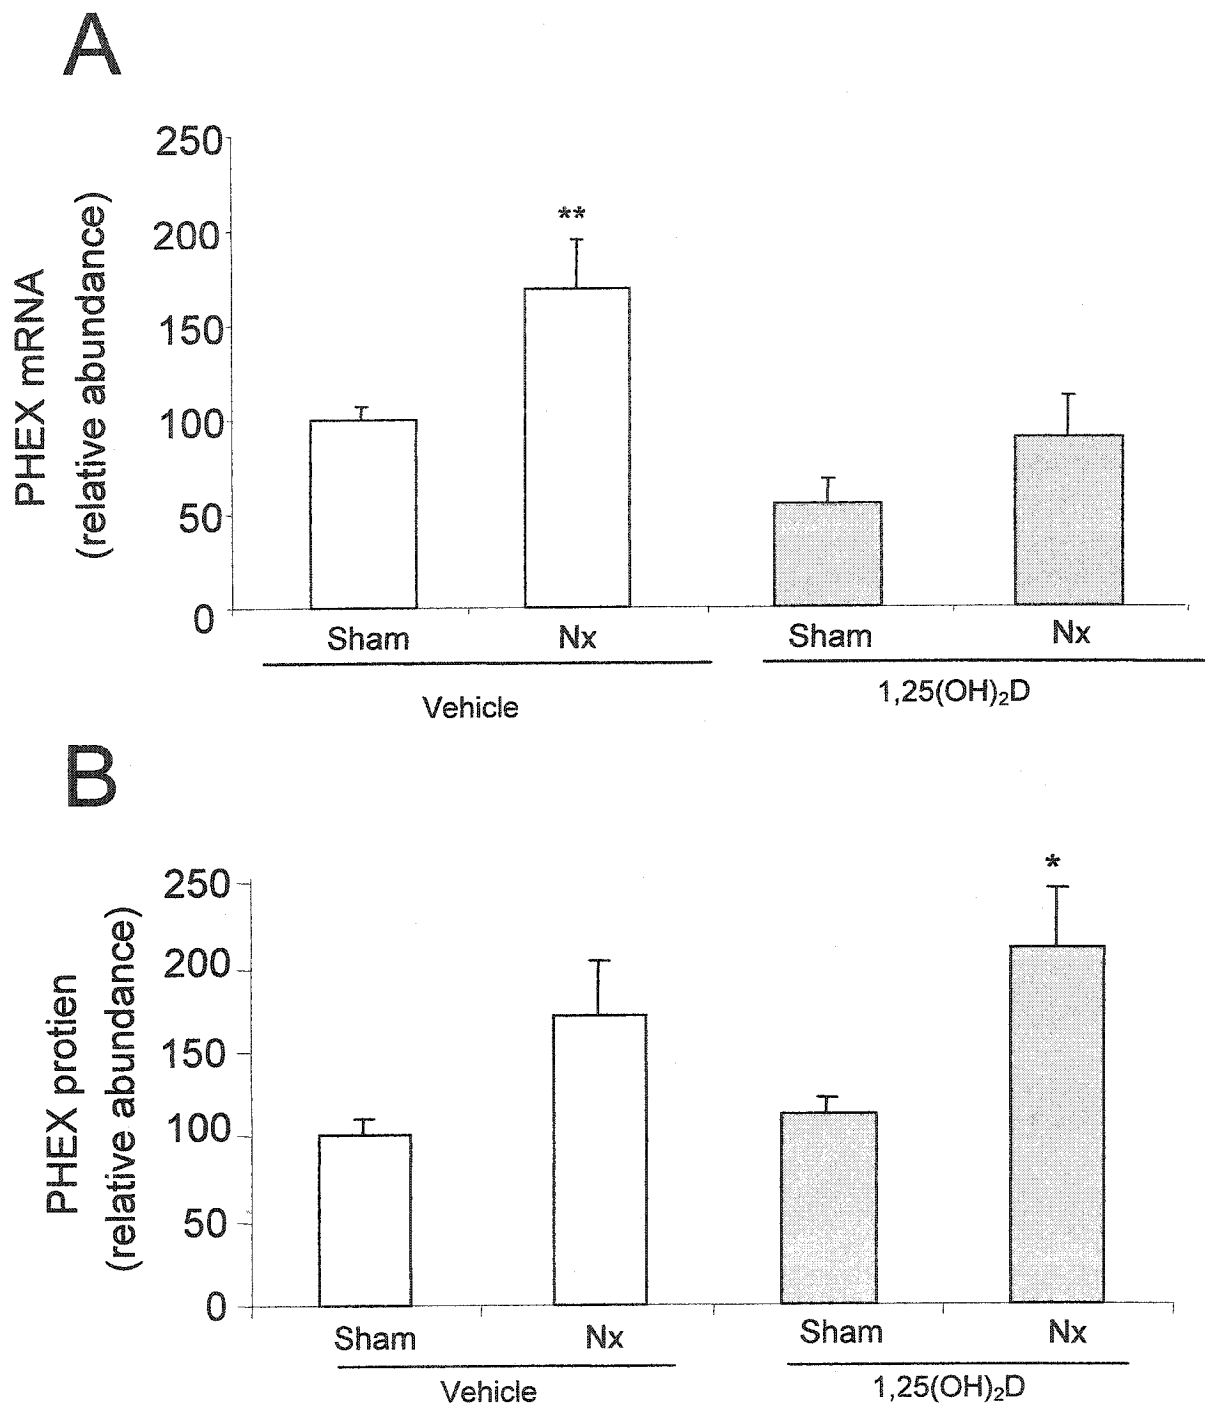 A
250
200
150
100
50
0
PHEX mRNA
(relative abundance)
**
Sham Nx Sham Nx
Vehicle 1,25(OH)₂D
B
250
200
150
100
50
0
PHEX protien
(relative abundance)
*
Sham Nx Sham Nx
Vehicle 1,25(OH)₂D